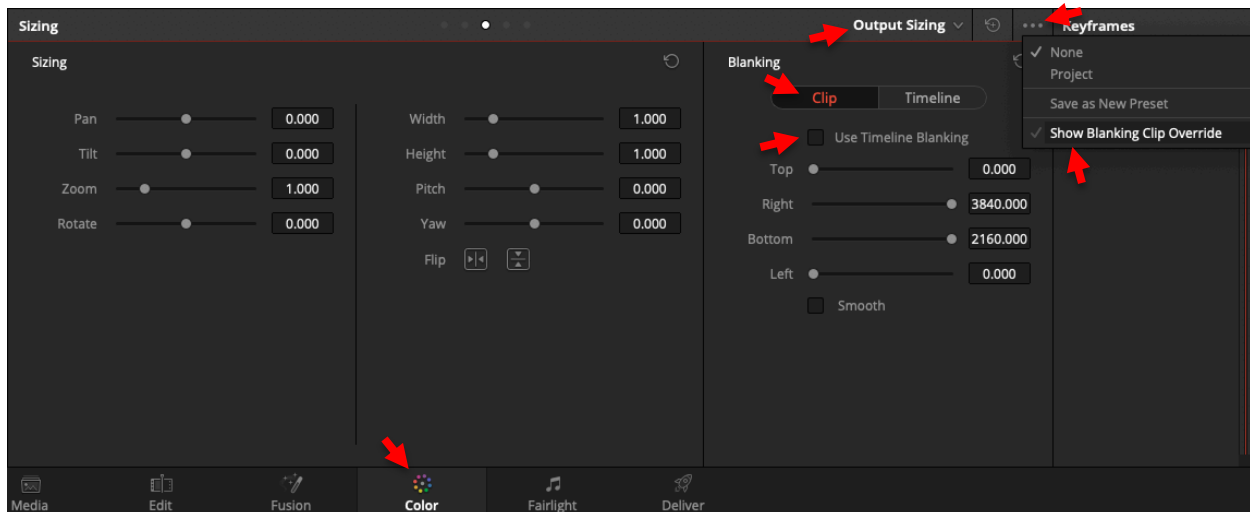 Sizing
Output Sizing
Keyframes
None
Project
Save as New Preset
Show Blanking Clip Override
Sizing
Pan 0.000
Tilt 0.000
Zoom 1.000
Rotate 0.000
Width 1.000
Height 1.000
Pitch 0.000
Yaw 0.000
Flip
Blanking
Clip Timeline
Use Timeline Blanking
Top 0.000
Right 3840.000
Bottom 2160.000
Left 0.000
Smooth
Media Edit Fusion Color Fairlight Deliver